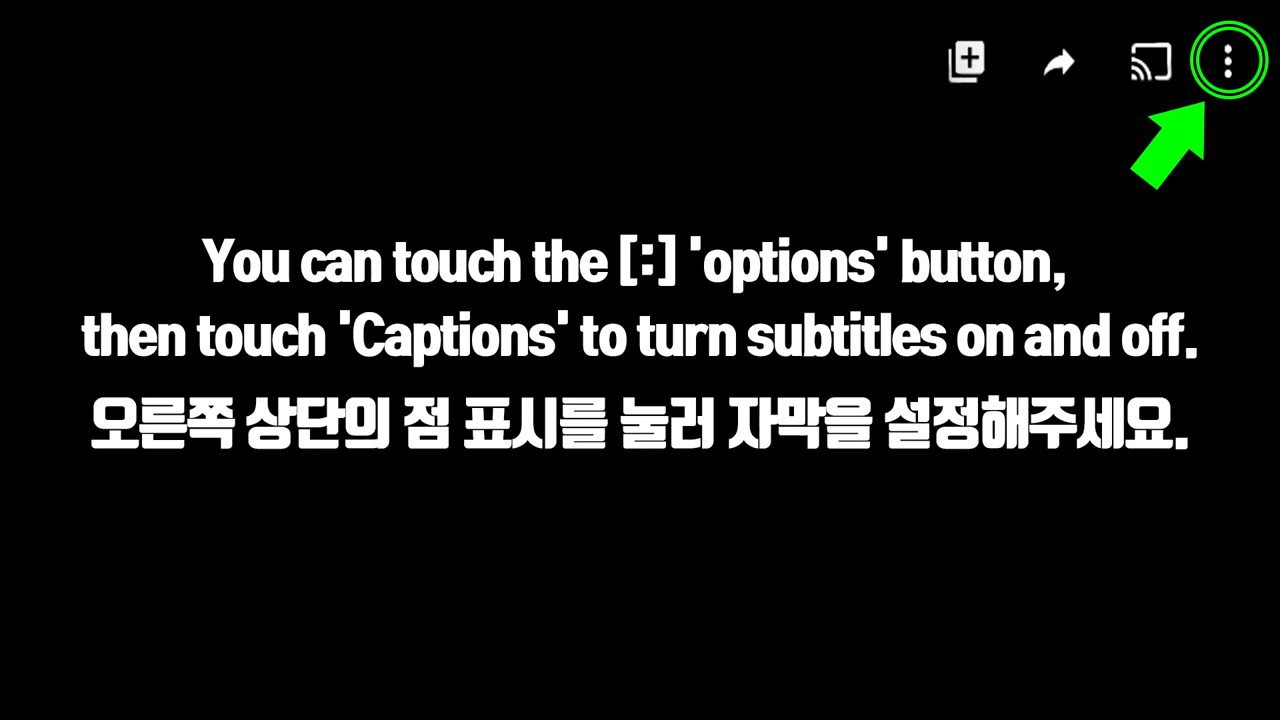 You can touch the [:] 'options' button,
then touch 'Captions' to turn subtitles on and off.
오른쪽 상단의 점 표시를 눌러 자막을 설정해주세요.